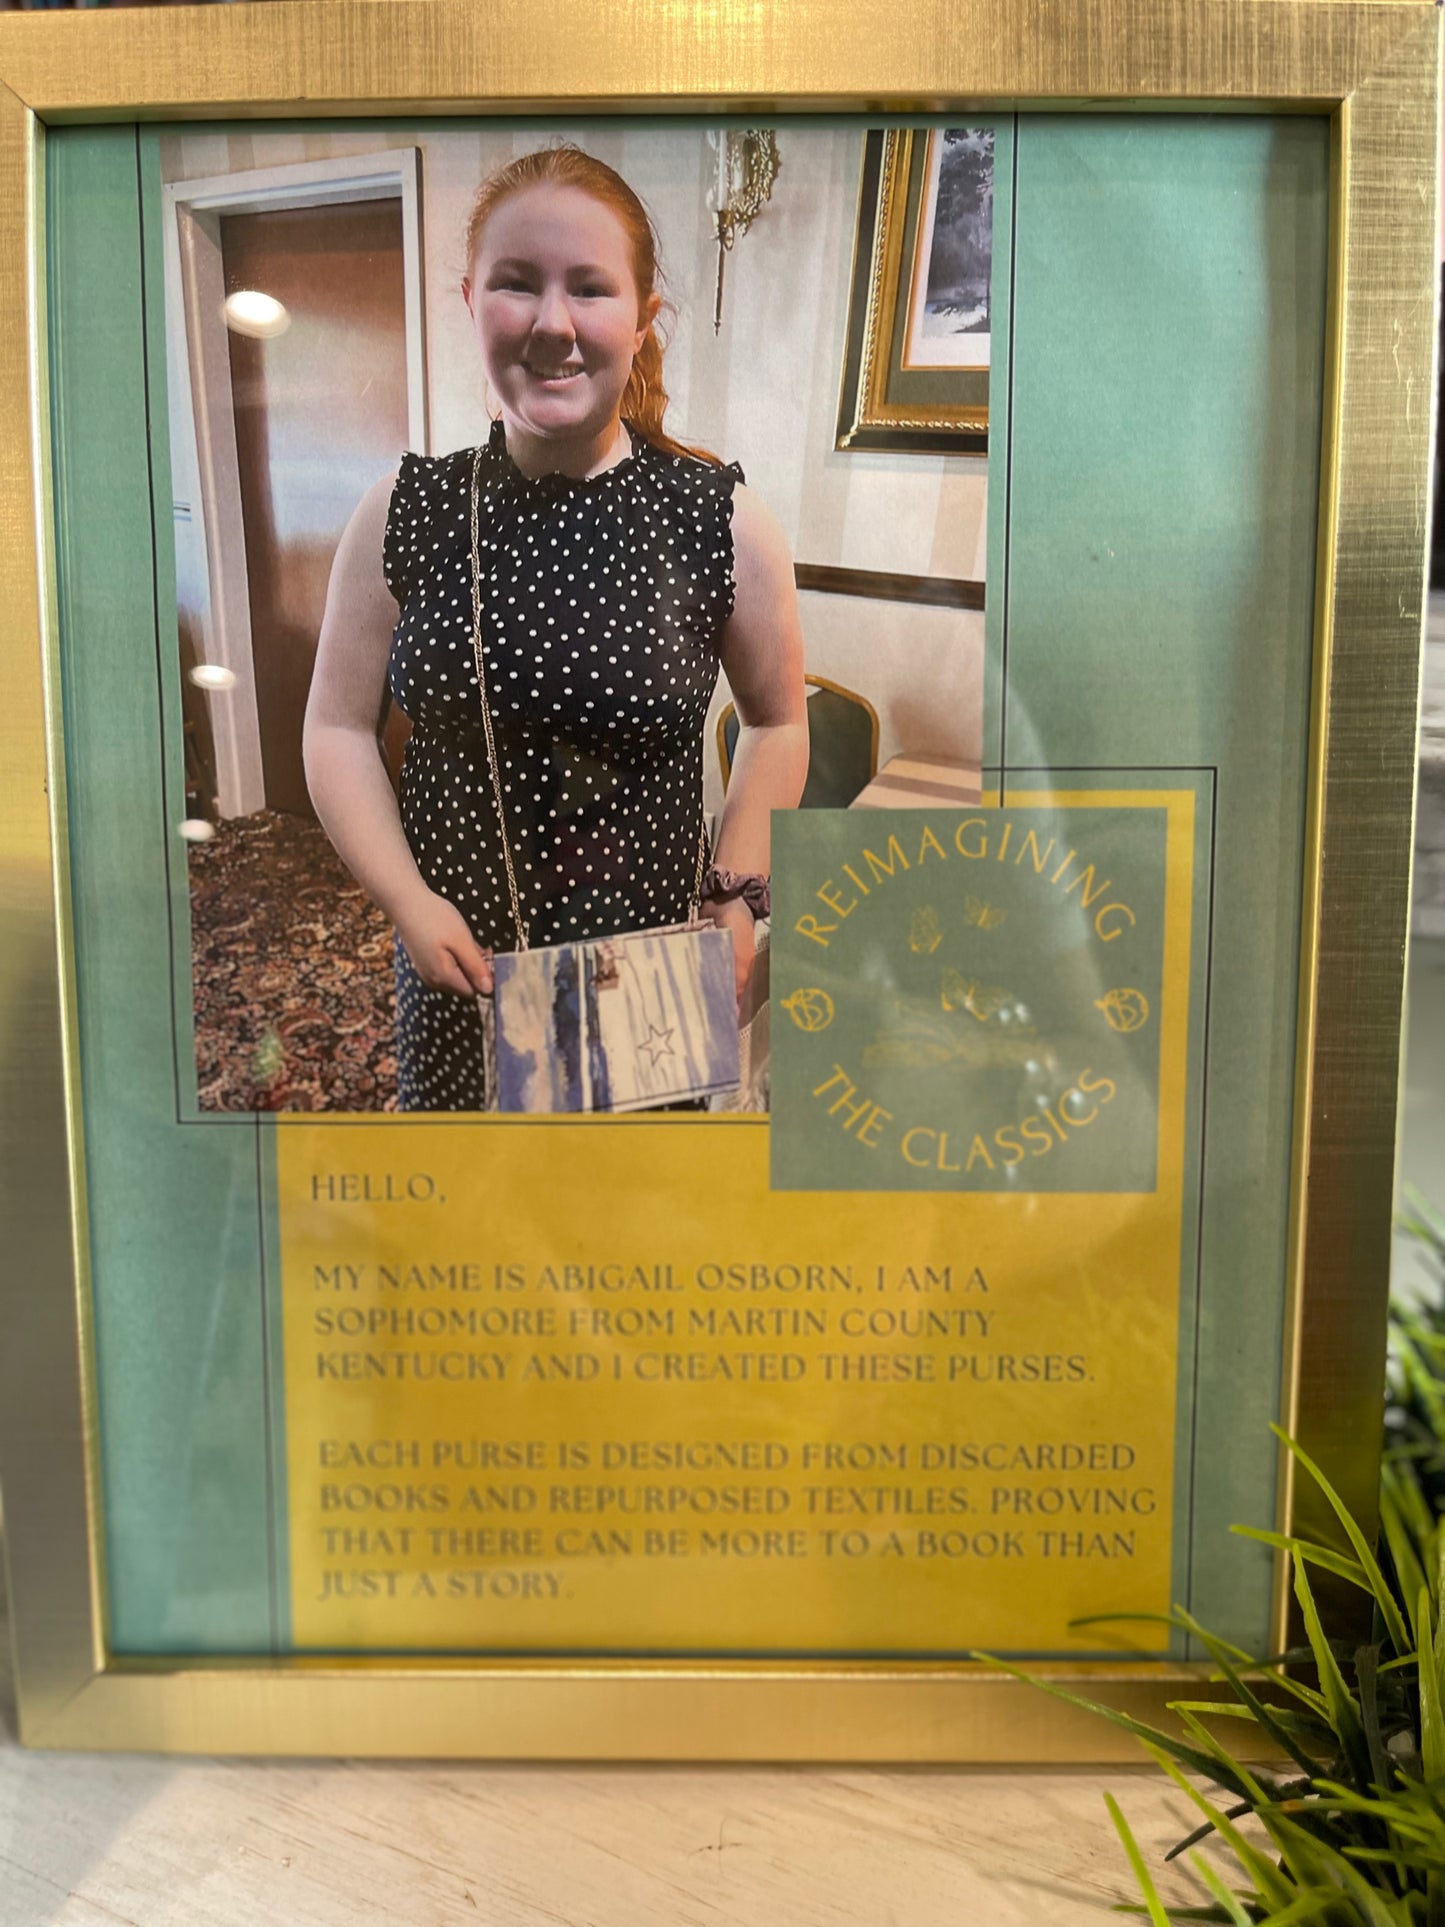 REIMAGINING
THE CLASSICS
HELLO,
MY NAME IS ABIGAIL OSBORN, I AM A
SOPHOMORE FROM MARTIN COUNTY
KENTUCKY AND I CREATED THESE PURSES.
EACH PURSE IS DESIGNED FROM DISCARDED
BOOKS AND REPURPOSED TEXTILES. PROVING
THAT THERE CAN BE MORE TO A BOOK THAN
JUST A STORY.